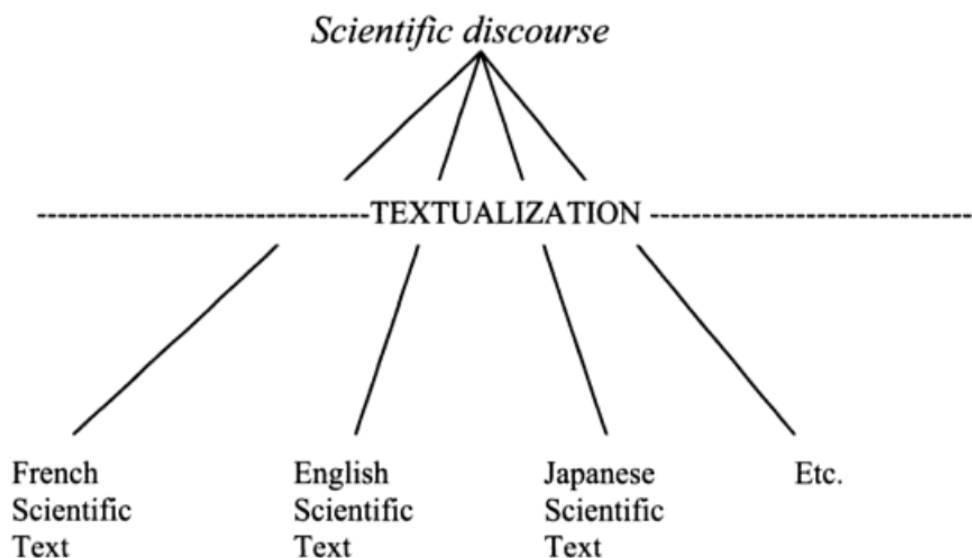 Scientific discourse
TEXTUALIZATION
French
Scientific
Text
English
Scientific
Text
Japanese
Scientific
Text
Etc.